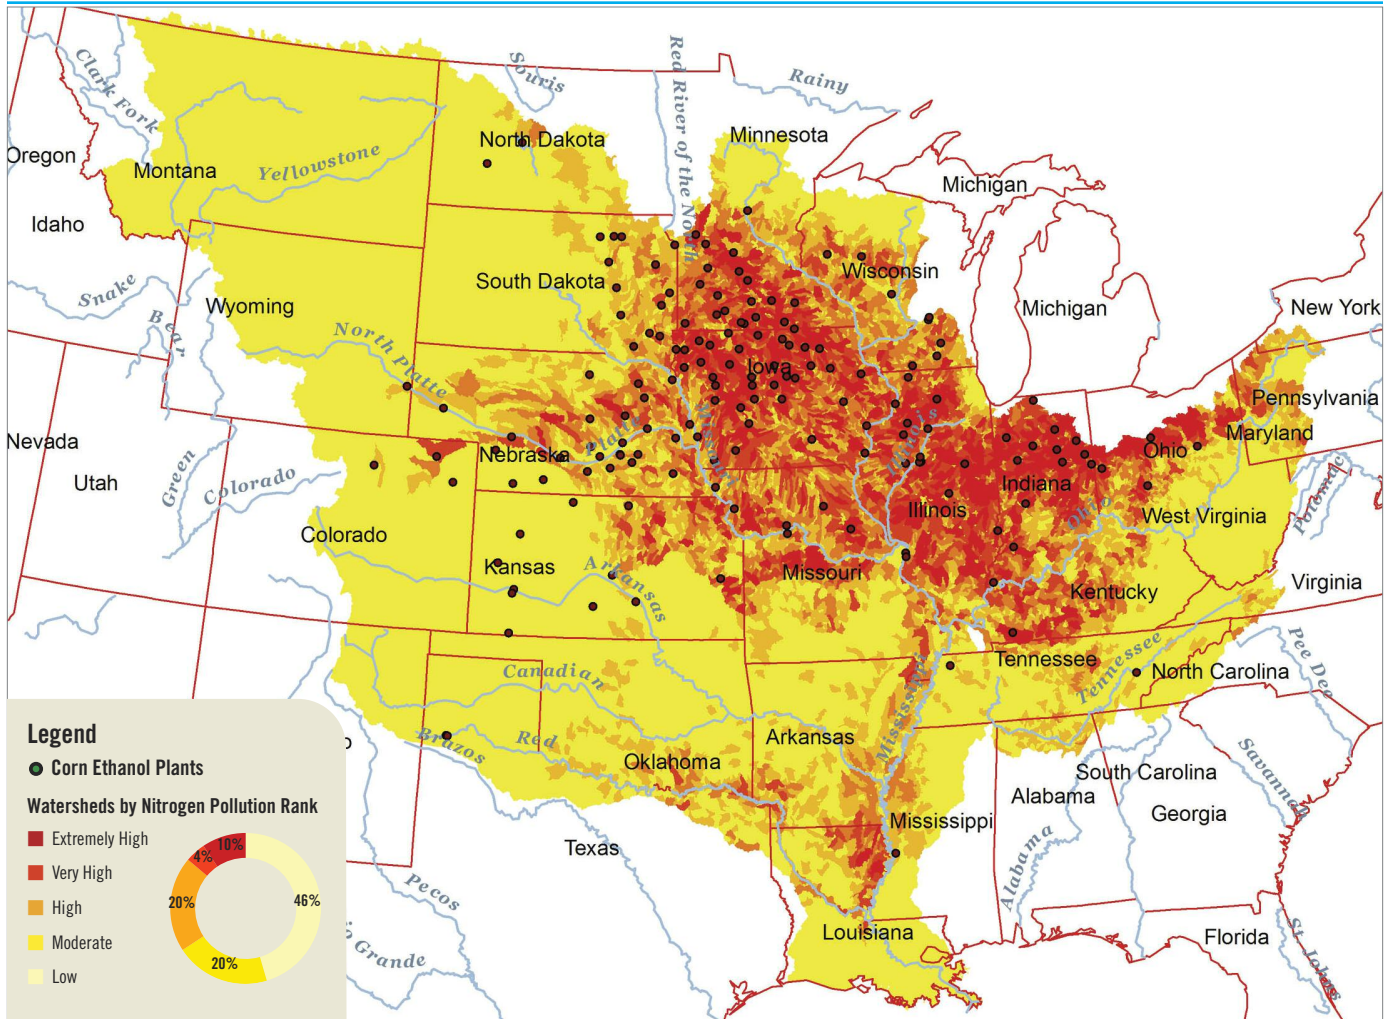 Souris
Red River of the North
Rainy
Clark Fork
Minnesota
North Dakota
Oregon
Montana
Yellowstone
Michigan
Idaho
Wisconsin
South Dakota
Snake
Wyoming
Michigan
New York
Bear
North Platte
Iowa
Pennsylvania
Nevada
Missouri
Illinois
Maryland
Platte
Nebraska
Ohio
Utah
Green
Colorado
Indiana
Potomac
Illinois
Ohio
West Virginia
Colorado
Kansas
Arkansas
Missouri
Kentucky
Virginia
Canadian
Tennessee
Tennessee
North Carolina
Pee Dee
Mississippi
Brazos
Red
Arkansas
Oklahoma
South Carolina
Savannah
Alabama
Georgia
Mississippi
Texas
Alabama
Pecos
Louisiana
Florida
St. Johns
o Grande
Legend
Corn Ethanol Plants
Watersheds by Nitrogen Pollution Rank
Extremely High
Very High
High
Moderate
Low
10%
4%
20%
46%
20%